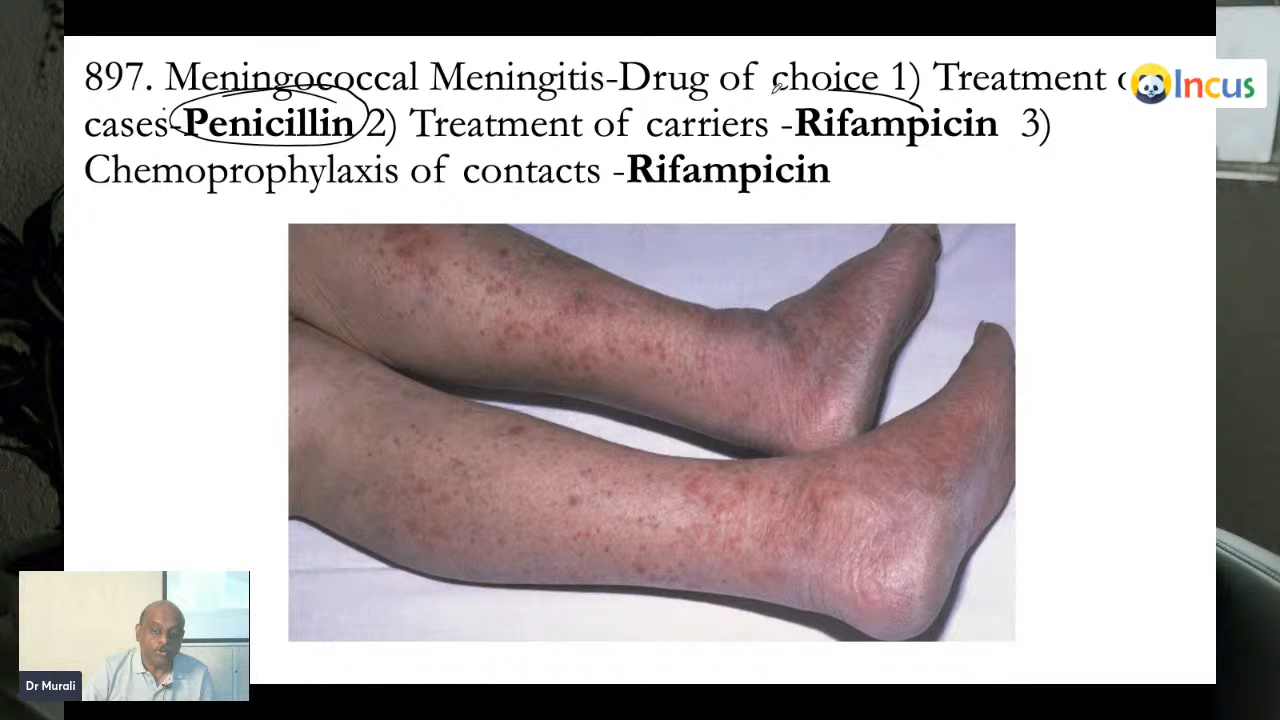 897. Meningococcal Meningitis-Drug of choice 1) Treatment
cases-Penicillin 2) Treatment of carriers -Rifampicin 3)
Chemoprophylaxis of contacts -Rifampicin
Incus
Dr Murali